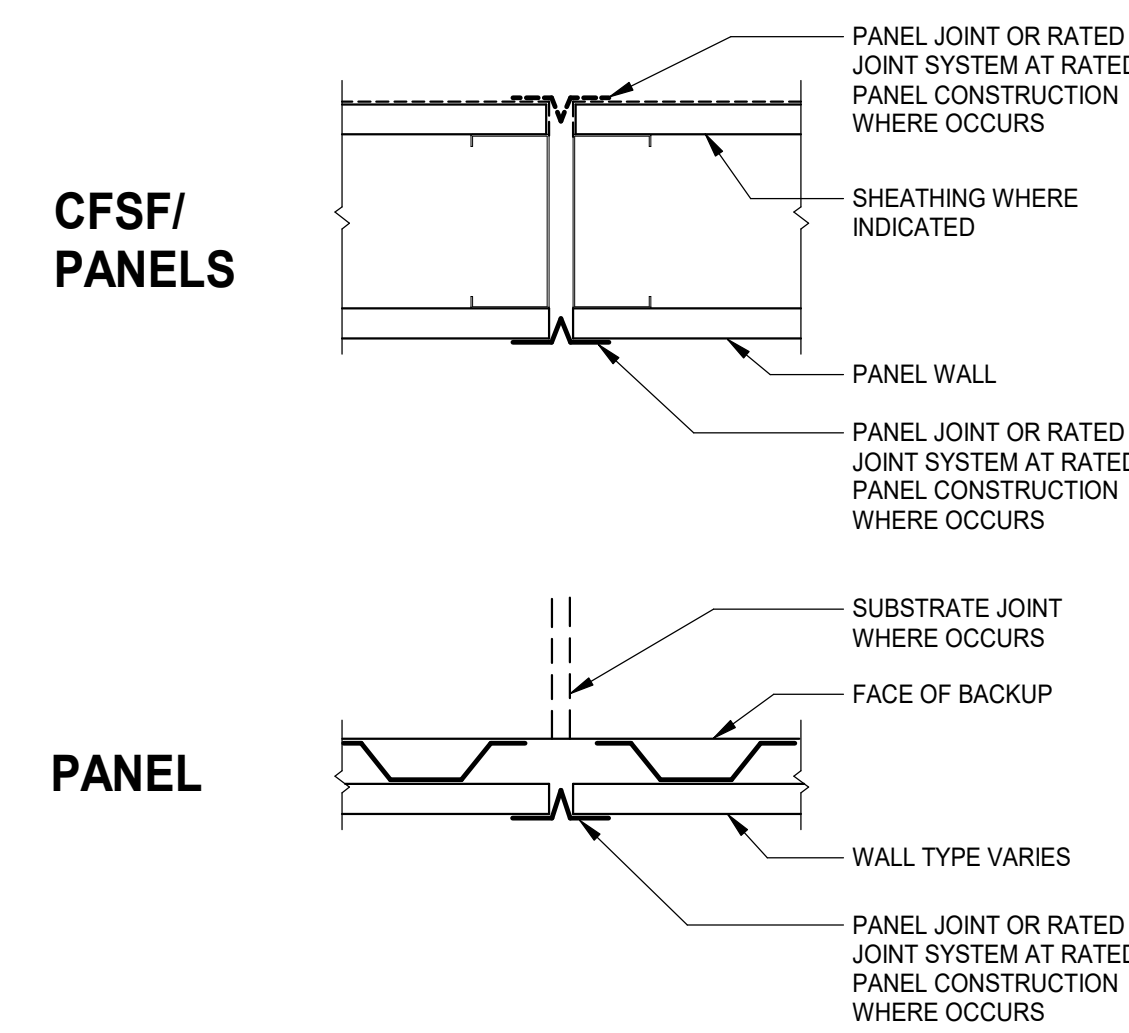 PANEL JOINT OR RATED
JOINT SYSTEM AT RATED
PANEL CONSTRUCTION
WHERE OCCURS
CFSF/
PANELS
SHEATHING WHERE
INDICATED
PANEL WALL
PANEL JOINT OR RATED
JOINT SYSTEM AT RATED
PANEL CONSTRUCTION
WHERE OCCURS
SUBSTRATE JOINT
WHERE OCCURS
FACE OF BACKUP
PANEL
WALL TYPE VARIES
PANEL JOINT OR RATED
JOINT SYSTEM AT RATED
PANEL CONSTRUCTION
WHERE OCCURS